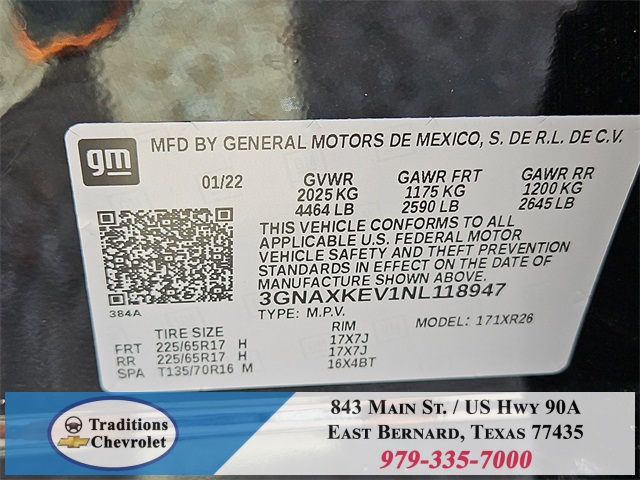 gm
MFD BY GENERAL MOTORS DE MEXICO, S. DE R.L. DE C.V.
01/22 GVWR GAWR FRT GAWR RR
2025 KG 1175 KG 1200 KG
4464 LB 2590 LB 2645 LB
THIS VEHICLE CONFORMS TO ALL
APPLICABLE U.S. FEDERAL MOTOR
VEHICLE SAFETY AND THEFT PREVENTION
STANDARDS IN EFFECT ON THE DATE OF
MANUFACTURE SHOWN ABOVE.
384A
3GNAXKEV1NL118947
TYPE: M.P.V. MODEL: 171XR26
TIRE SIZE RIM
FRT 225/65R17 H 17X7J
RR 225/65R17 H 17X7J
SPA T135/70R16 M 16X4BT
Traditions
Chevrolet
843 Main St. / US Hwy 90A
East Bernard, Texas 77435
979-335-7000